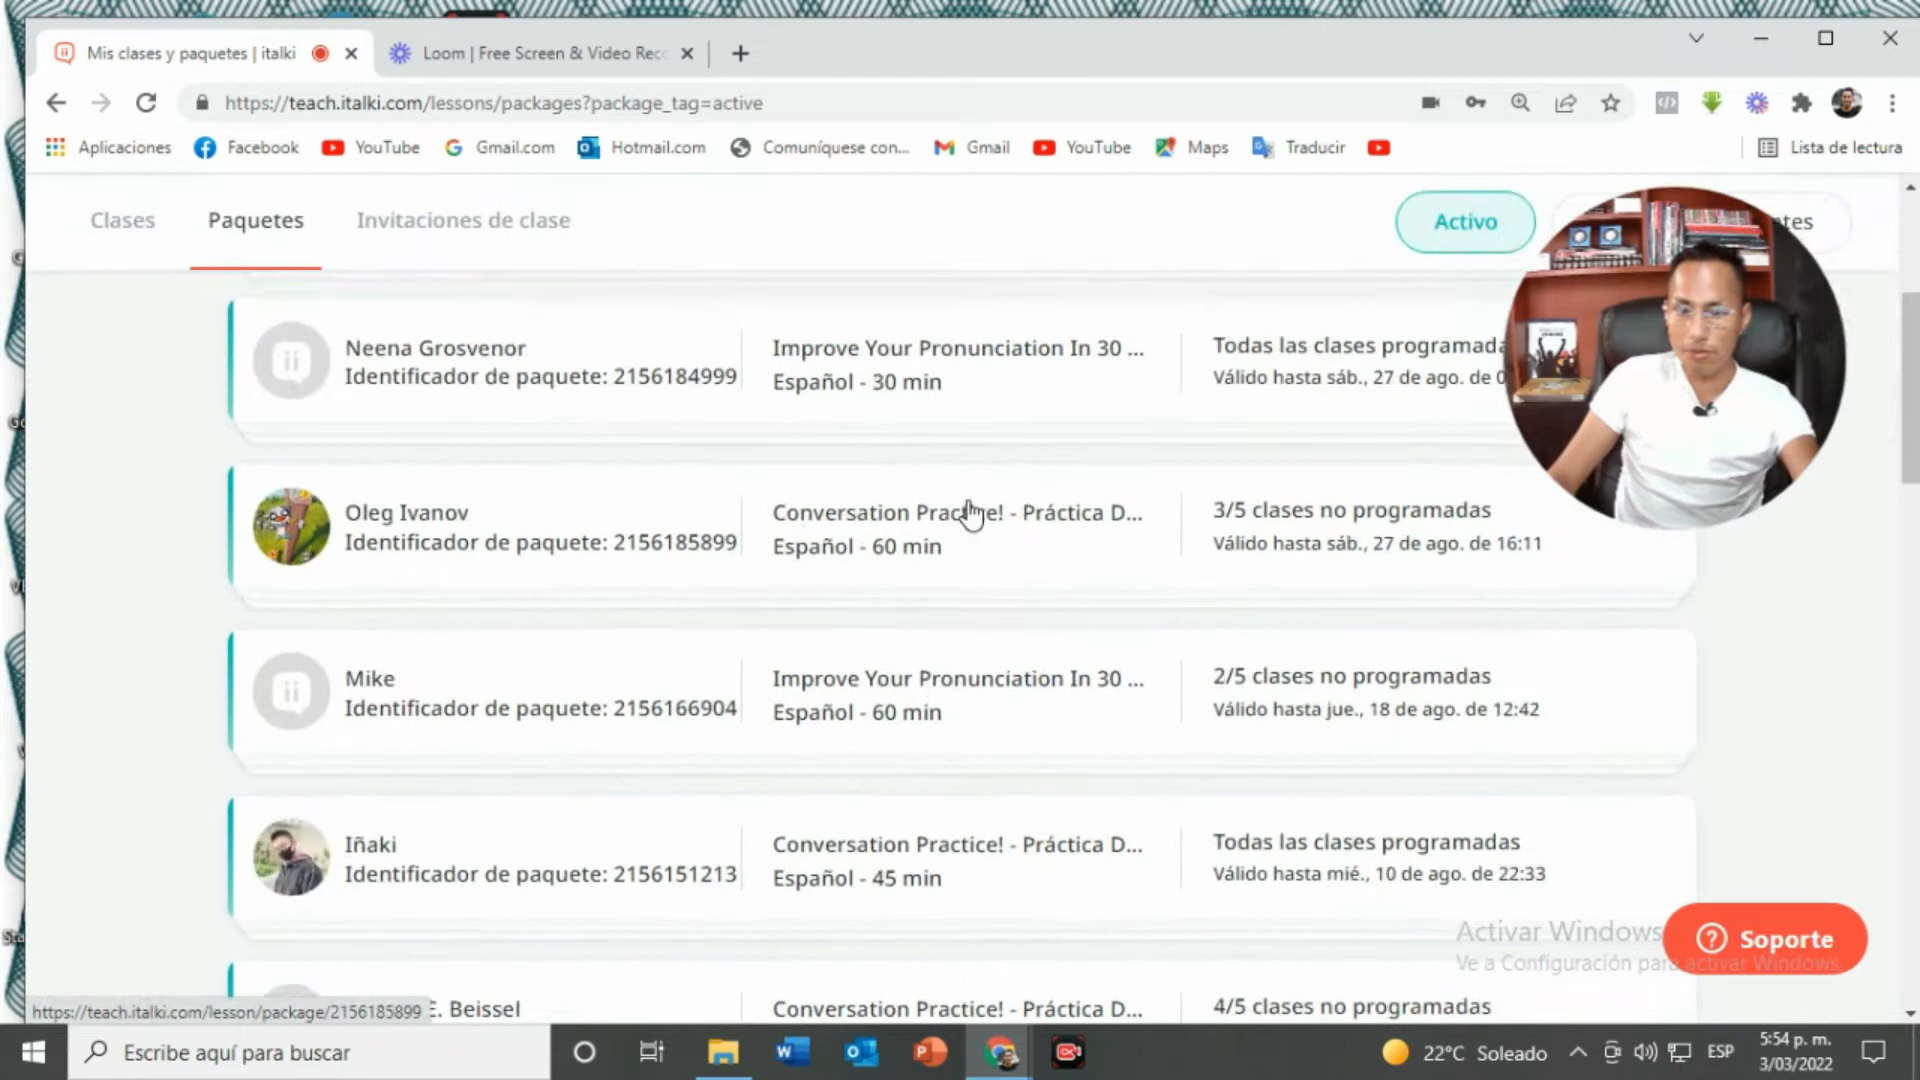 Mis clases y paquetes | italki
Loom | Free Screen & Video Rec
https://teach.italki.com/lessons/packages?package_tag=active
Aplicaciones
Facebook
YouTube
Gmail.com
Hotmail.com
Comuníquese con...
Gmail
YouTube
Maps
Traducir
Lista de lectura
Clases
Paquetes
Invitaciones de clase
Activo
ntes
Neena Grosvenor
Identificador de paquete: 2156184999
Improve Your Pronunciation In 30 ...
Español - 30 min
Todas las clases programada
Válido hasta sáb., 27 de ago. de 0
Oleg Ivanov
Identificador de paquete: 2156185899
Conversation Practice! - Práctica D...
Español - 60 min
3/5 clases no programadas
Válido hasta sáb., 27 de ago. de 16:11
Mike
Identificador de paquete: 2156166904
Improve Your Pronunciation In 30 ...
Español - 60 min
2/5 clases no programadas
Válido hasta jue., 18 de ago. de 12:42
Iñaki
Identificador de paquete: 2156151213
Conversation Practice! - Práctica D...
Español - 45 min
Todas las clases programadas
Válido hasta mié., 10 de ago. de 22:33
E. Beissel
Conversation Practice! - Práctica D...
4/5 clases no programadas
Activar Windows
Ve a Configuración para activar Windows.
Soporte
https://teach.italki.com/lesson/package/2156185899
Escribe aquí para buscar
22°C Soleado
ESP
5:54 p. m.
3/03/2022